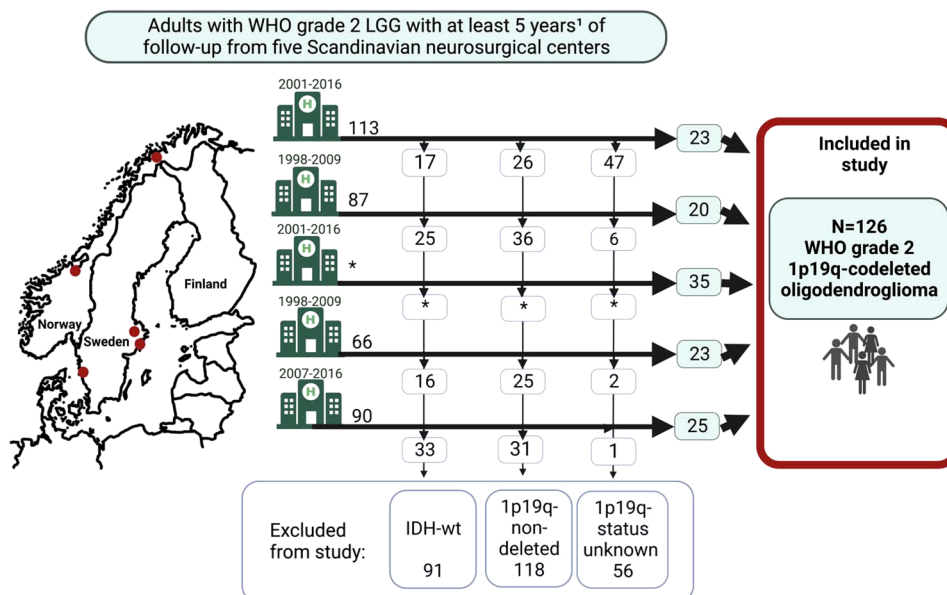 Adults with WHO grade 2 LGG with at least 5 years¹ of
follow-up from five Scandinavian neurosurgical centers
2001-2016
H
113
23
17
26
47
1998-2009
H
87
20
25
36
6
2001-2016
H
*
35
*
*
*
1998-2009
H
66
23
16
25
2
2007-2016
H
90
25
33
31
1
Finland
Norway
Sweden
Included in
study
N=126
WHO grade 2
1p19q-codeleted
oligodendroglioma
Excluded
from study:
IDH-wt
91
1p19q-
non-
deleted
118
1p19q-
status
unknown
56